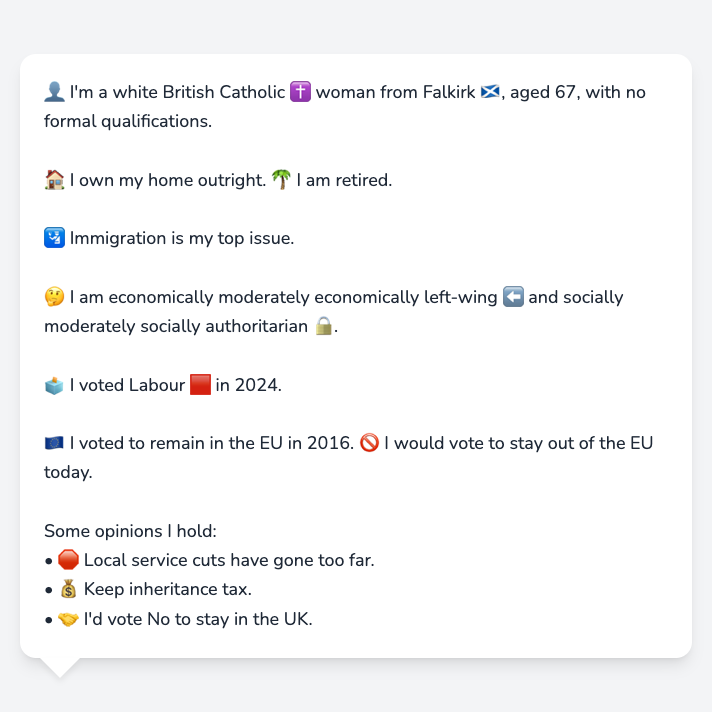 👤 I'm a white British Catholic ✝️ woman from Falkirk 🏴󠁧󠁢󠁳󠁣󠁴󠁿, aged 67, with no
formal qualifications.
🏠 I own my home outright. 🌴 I am retired.
🛂 Immigration is my top issue.
🤔 I am economically moderately economically left-wing ⬅️ and socially
moderately socially authoritarian 🔒.
🗳️ I voted Labour 🟥 in 2024.
🇪🇺 I voted to remain in the EU in 2016. 🚫 I would vote to stay out of the EU
today.
Some opinions I hold:
• 🛑 Local service cuts have gone too far.
• 💰 Keep inheritance tax.
• 🤝 I'd vote No to stay in the UK.